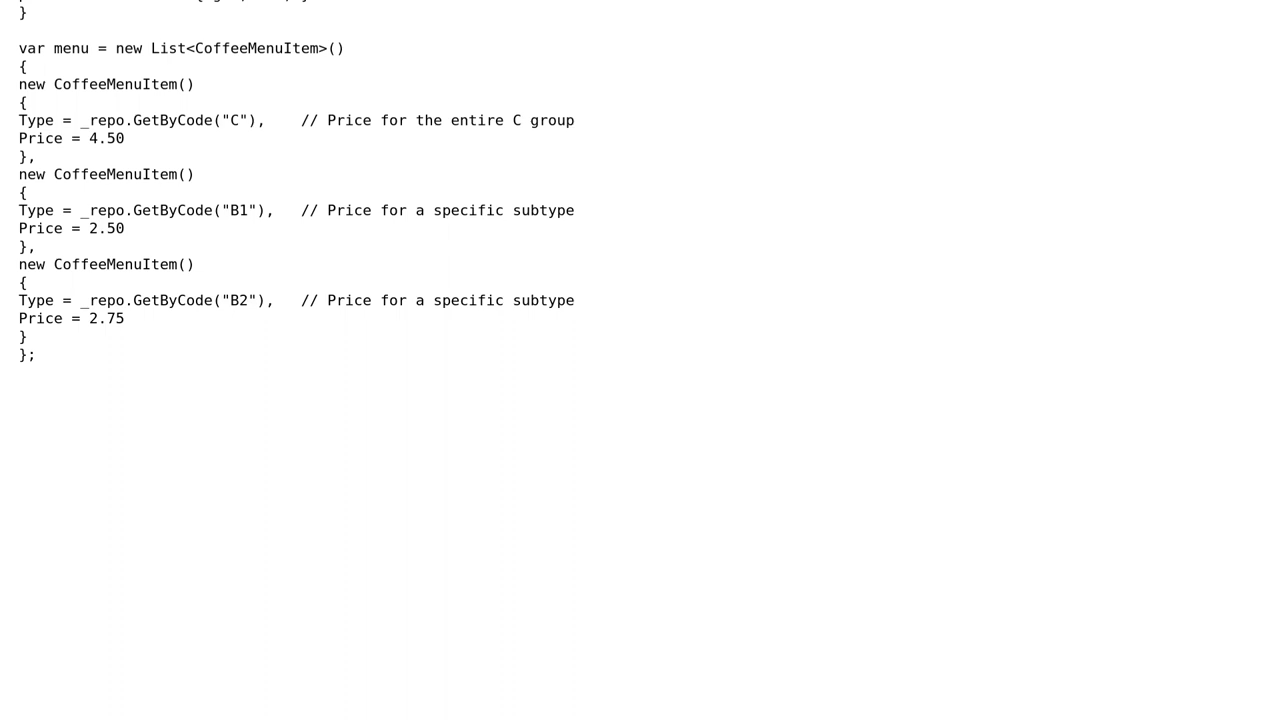 }
var menu = new List<CoffeeMenuItem>()
{
new CoffeeMenuItem()
{
Type = _repo.GetByCode("C"),    // Price for the entire C group
Price = 4.50
},
new CoffeeMenuItem()
{
Type = _repo.GetByCode("B1"),   // Price for a specific subtype
Price = 2.50
},
new CoffeeMenuItem()
{
Type = _repo.GetByCode("B2"),   // Price for a specific subtype
Price = 2.75
}
};